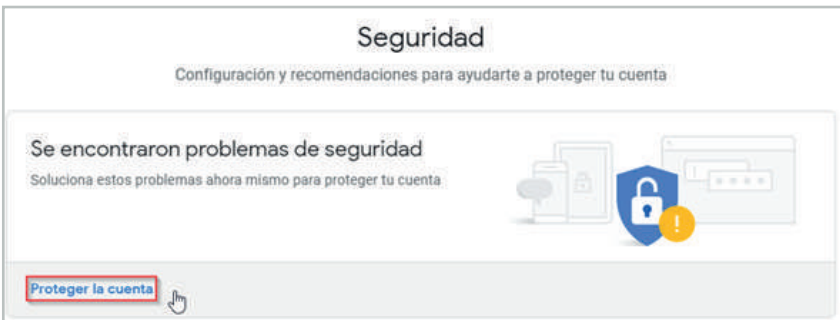 Seguridad
Configuración y recomendaciones para ayudarte a proteger tu cuenta
Se encontraron problemas de seguridad
Soluciona estos problemas ahora mismo para proteger tu cuenta
Proteger la cuenta